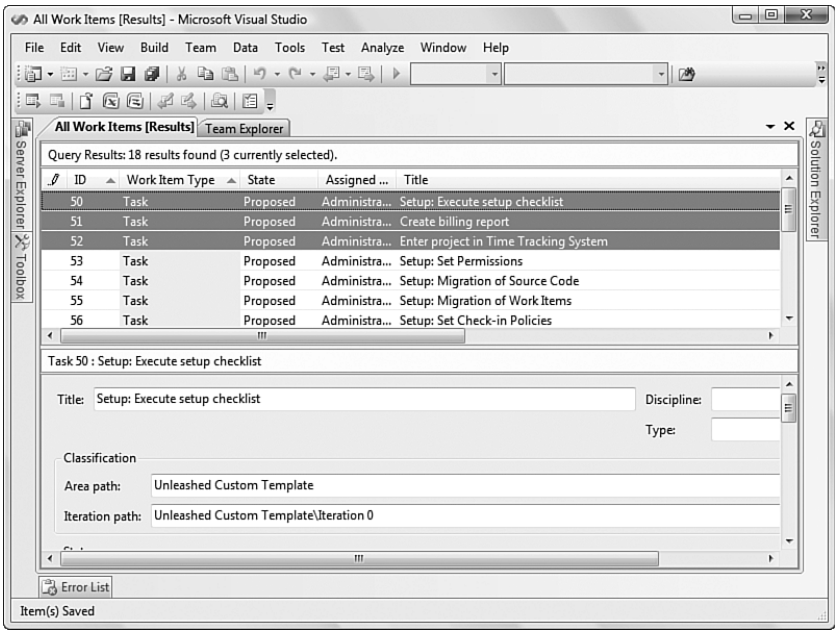 All Work Items [Results] - Microsoft Visual Studio
File Edit View Build Team Data Tools Test Analyze Window Help
All Work Items [Results] Team Explorer
Server Explorer
Toolbox
Solution Explorer
Query Results: 18 results found (3 currently selected).
ID Work Item Type State Assigned ... Title
50 Task Proposed Administra... Setup: Execute setup checklist
51 Task Proposed Administra... Create billing report
52 Task Proposed Administra... Enter project in Time Tracking System
53 Task Proposed Administra... Setup: Set Permissions
54 Task Proposed Administra... Setup: Migration of Source Code
55 Task Proposed Administra... Setup: Migration of Work Items
56 Task Proposed Administra... Setup: Set Check-in Policies
Task 50 : Setup: Execute setup checklist
Title: Setup: Execute setup checklist Discipline:
Type:
Classification
Area path: Unleashed Custom Template
Iteration path: Unleashed Custom Template\Iteration 0
Error List
Item(s) Saved